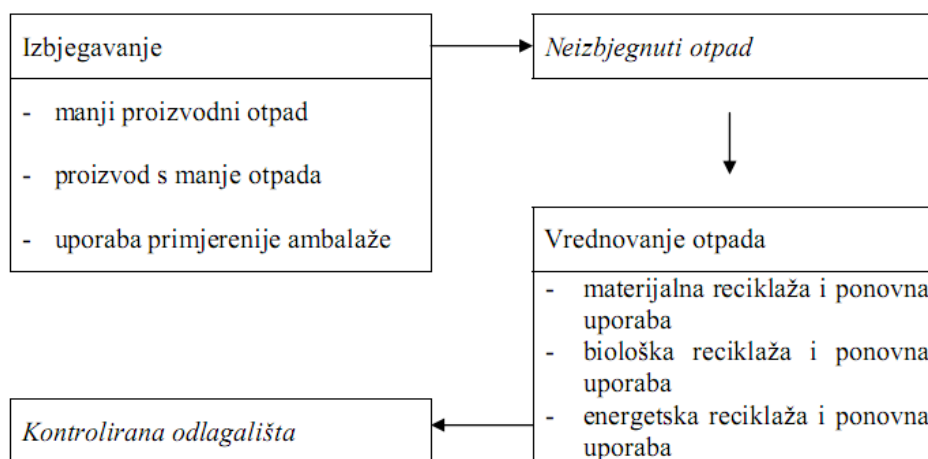 Izbjegavanje
- manji proizvodni otpad
- proizvod s manje otpada
- uporaba primjerenije ambalaže
Neizbjegnuti otpad
Vrednovanje otpada
- materijalna reciklaža i ponovna
uporaba
- biološka reciklaža i ponovna
uporaba
- energetska reciklaža i ponovna
uporaba
Kontrolirana odlagališta